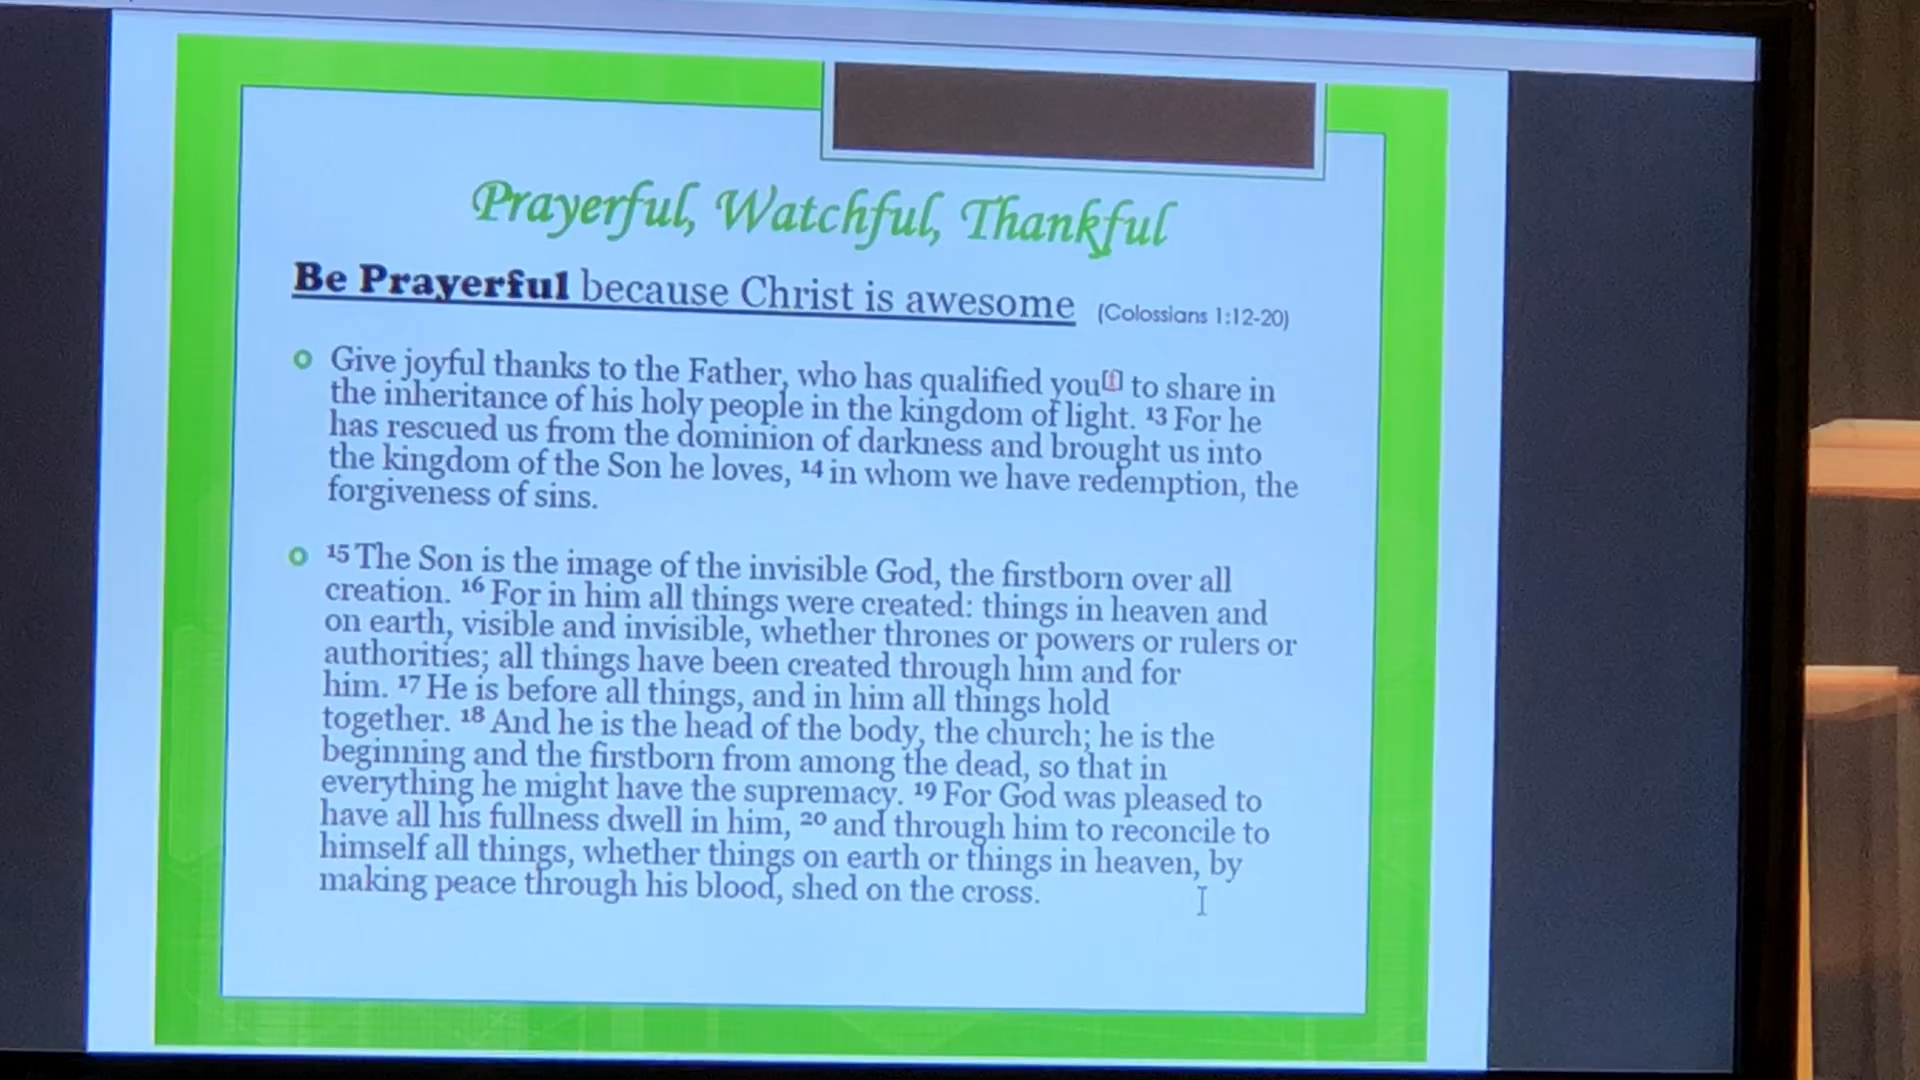 Prayerful, Watchful, Thankful
Be Prayerful because Christ is awesome (Colossians 1:12-20)
Give joyful thanks to the Father, who has qualified you[f] to share in
the inheritance of his holy people in the kingdom of light. 13 For he
has rescued us from the dominion of darkness and brought us into
the kingdom of the Son he loves, 14 in whom we have redemption, the
forgiveness of sins.
15 The Son is the image of the invisible God, the firstborn over all
creation. 16 For in him all things were created: things in heaven and
on earth, visible and invisible, whether thrones or powers or rulers or
authorities; all things have been created through him and for
him. 17 He is before all things, and in him all things hold
together. 18 And he is the head of the body, the church; he is the
beginning and the firstborn from among the dead, so that in
everything he might have the supremacy. 19 For God was pleased to
have all his fullness dwell in him, 20 and through him to reconcile to
himself all things, whether things on earth or things in heaven, by
making peace through his blood, shed on the cross.